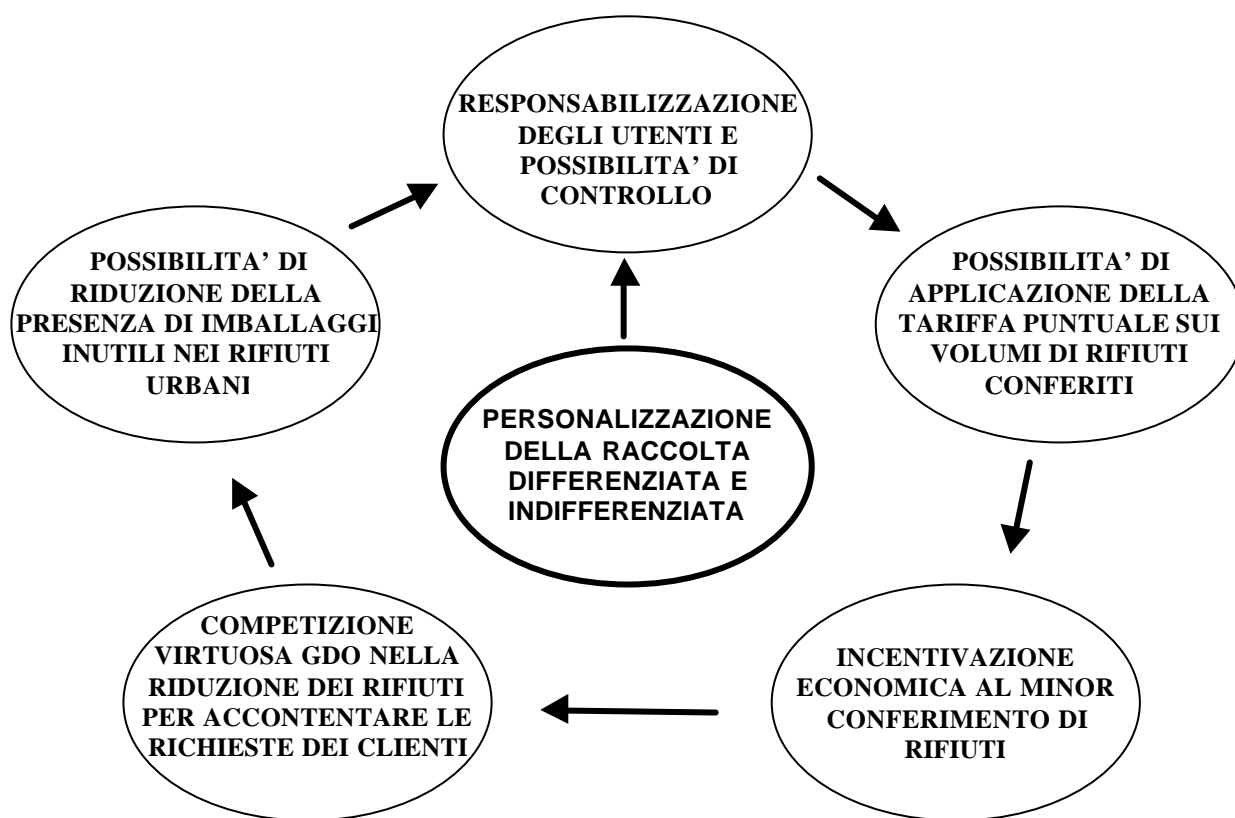 RESPONSABILIZZAZIONE
DEGLI UTENTI E
POSSIBILITA’ DI
CONTROLLO
POSSIBILITA’ DI
APPLICAZIONE DELLA
TARIFFA PUNTUALE SUI
VOLUMI DI RIFIUTI
CONFERITI
INCENTIVAZIONE
ECONOMICA AL MINOR
CONFERIMENTO DI
RIFIUTI
COMPETIZIONE
VIRTUOSA GDO NELLA
RIDUZIONE DEI RIFIUTI
PER ACCONTENTARE LE
RICHIESTE DEI CLIENTI
POSSIBILITA’ DI
RIDUZIONE DELLA
PRESENZA DI IMBALLAGGI
INUTILI NEI RIFIUTI
URBANI
PERSONALIZZAZIONE
DELLA RACCOLTA
DIFFERENZIATA E
INDIFFERENZIATA